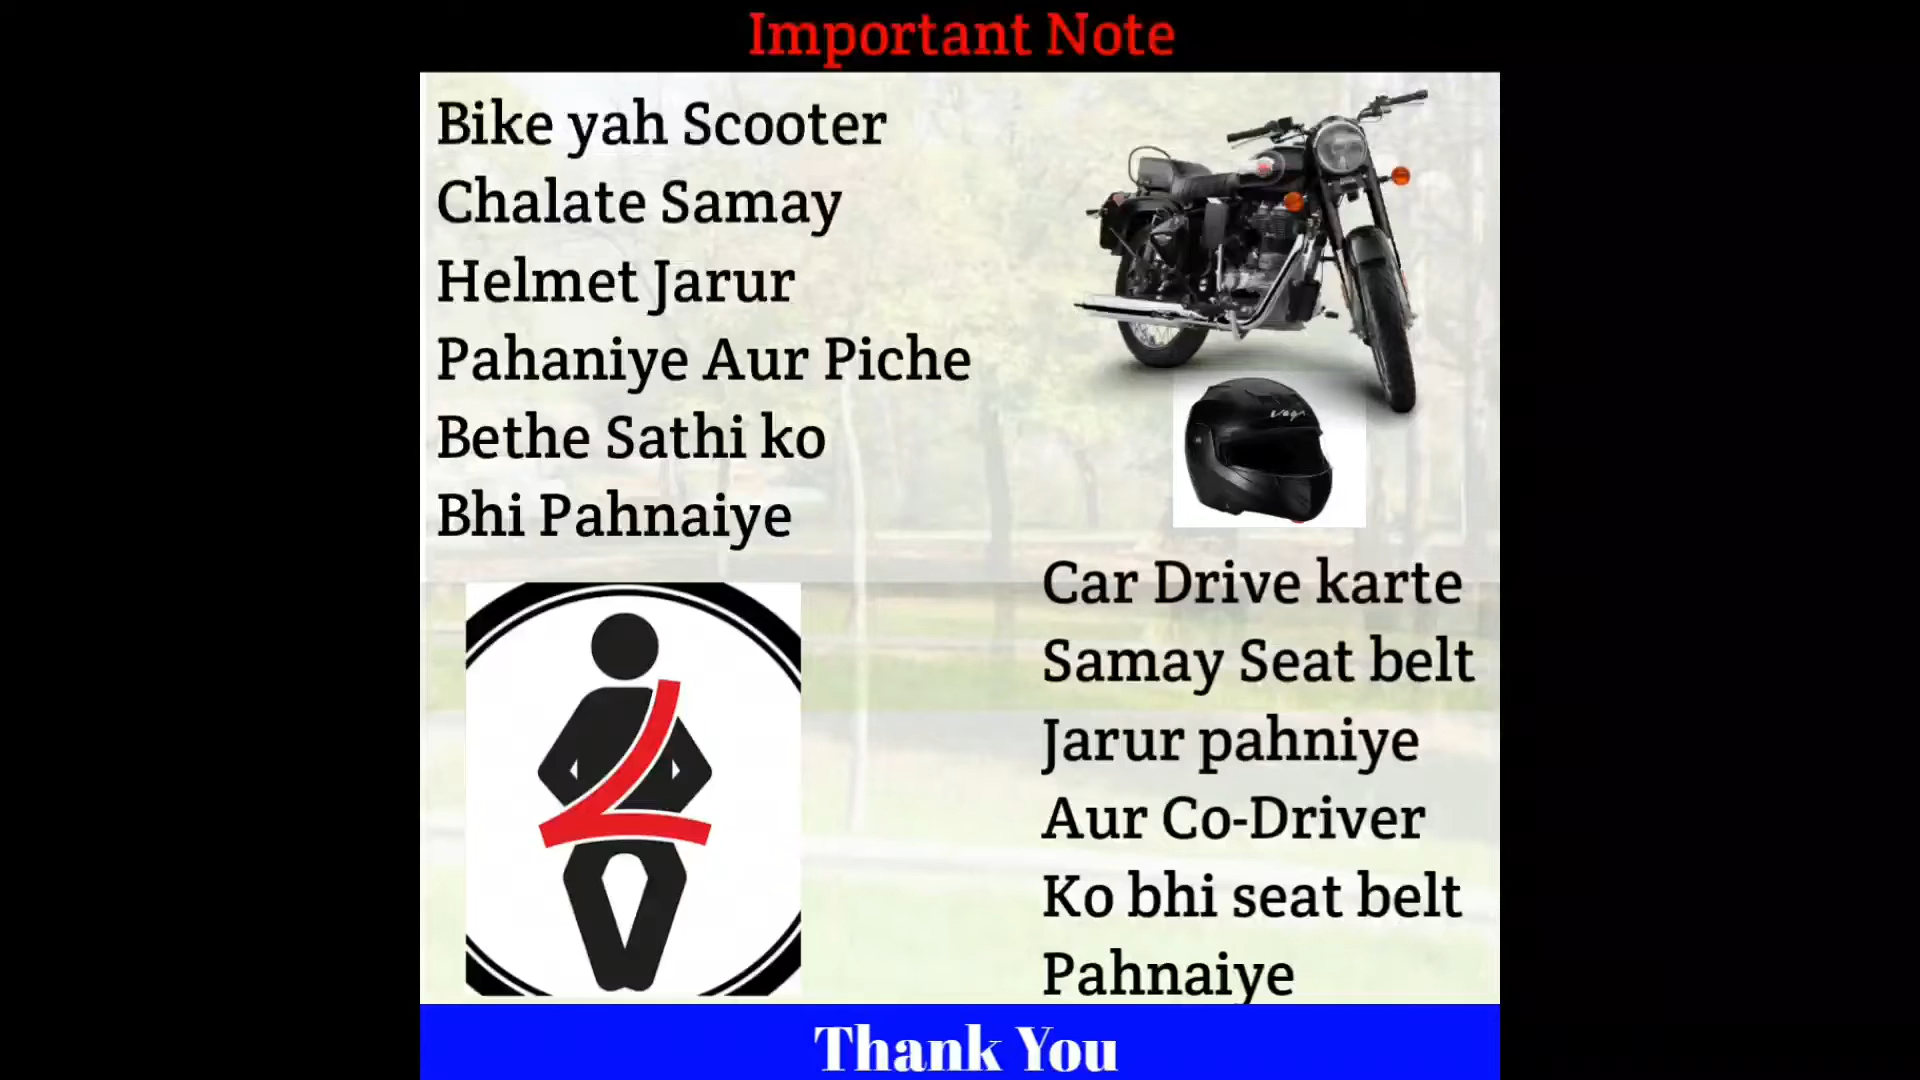 Important Note
Bike yah Scooter
Chalate Samay
Helmet Jarur
Pahaniye Aur Piche
Bethe Sathi ko
Bhi Pahnaiye
Car Drive karte
Samay Seat belt
Jarur pahniye
Aur Co-Driver
Ko bhi seat belt
Pahnaiye
Thank You